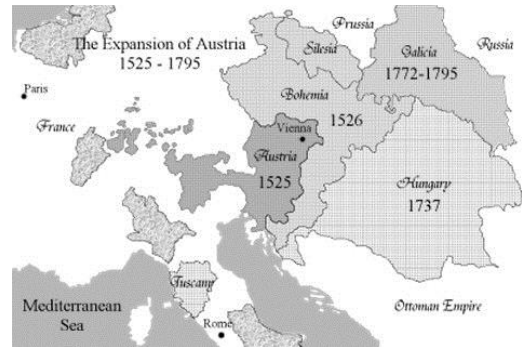 The Expansion of Austria
1525 - 1795
Prussia
Russia
Silesia
Galicia
1772-1795
Paris
Bohemia
France
1526
Vienna
Austria
1525
Hungary
1737
Tuscany
Mediterranean
Sea
Ottoman Empire
Rome